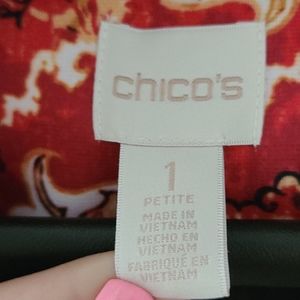 chico's
1
PETITE
MADE IN
VIETNAM
HECHO EN
VIETNAM
FABRIQUÉ EN
VIETNAM